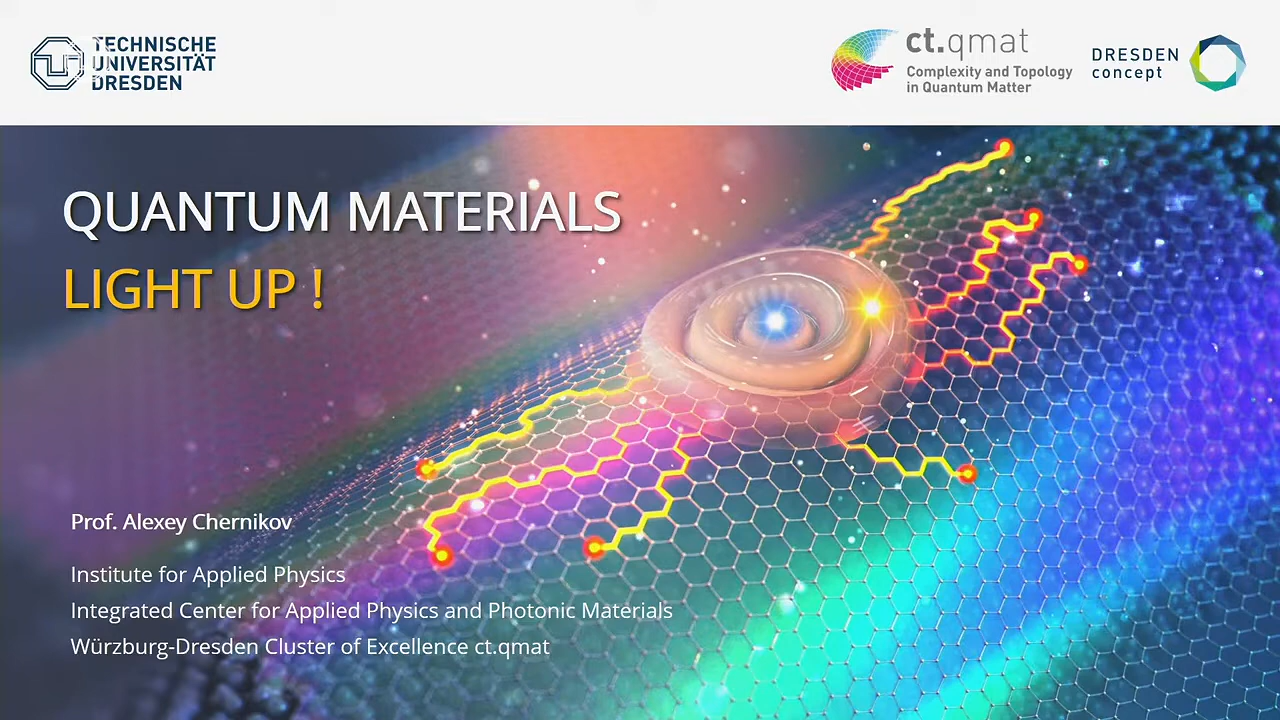 TECHNISCHE
UNIVERSITÄT
DRESDEN
ct.qmat
Complexity and Topology
in Quantum Matter
DRESDEN
concept
QUANTUM MATERIALS
LIGHT UP !
Prof. Alexey Chernikov
Institute for Applied Physics
Integrated Center for Applied Physics and Photonic Materials
Würzburg-Dresden Cluster of Excellence ct.qmat